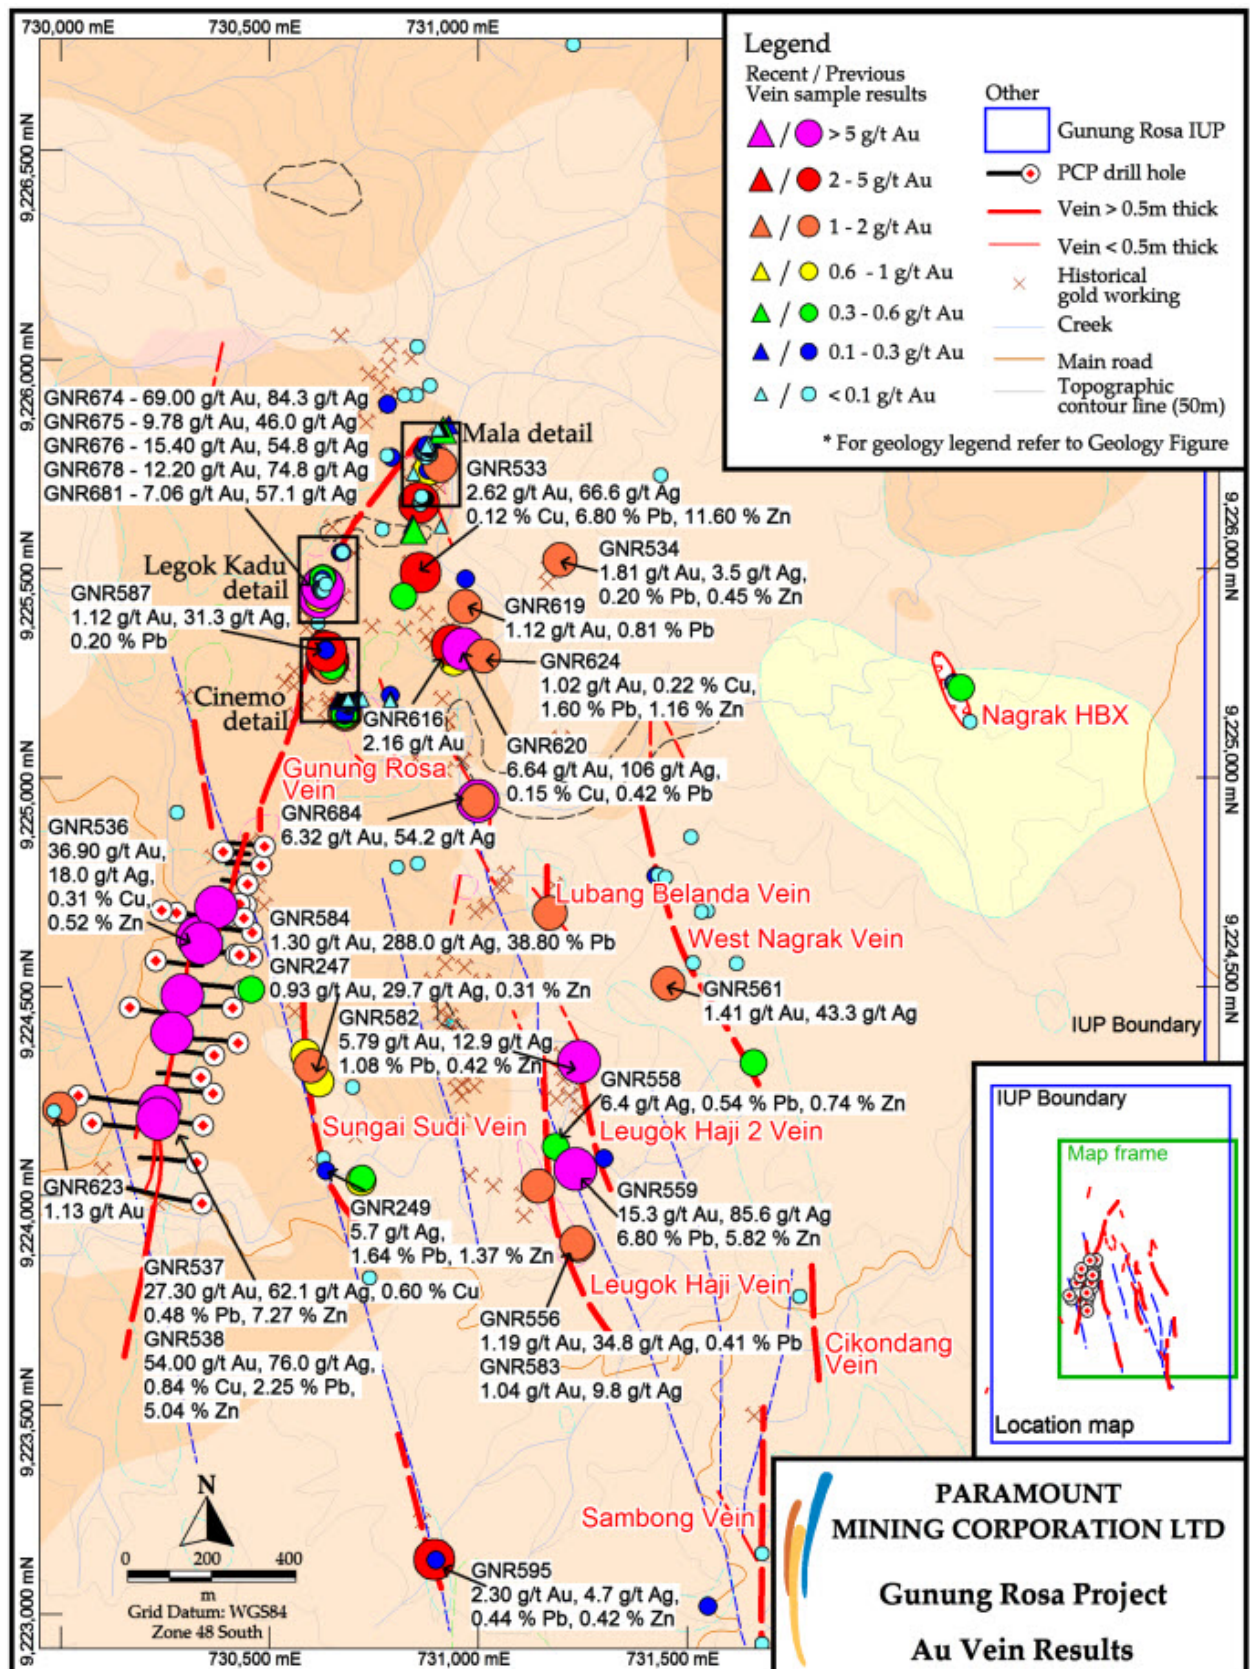 730,000 mE
730,500 mE
731,000 mE
Legend
Recent / Previous
Vein sample results
/ > 5 g/t Au
/ 2 - 5 g/t Au
/ 1 - 2 g/t Au
/ 0.6 - 1 g/t Au
/ 0.3 - 0.6 g/t Au
/ 0.1 - 0.3 g/t Au
/ < 0.1 g/t Au
Other
Gunung Rosa IUP
PCP drill hole
Vein > 0.5m thick
Vein < 0.5m thick
Historical
gold working
Creek
Main road
Topographic
contour line (50m)
* For geology legend refer to Geology Figure
9,226,500 mN
9,226,000 mN
9,225,500 mN
9,225,000 mN
9,224,500 mN
9,224,000 mN
9,223,500 mN
9,223,000 mN
9,226,000 mN
9,225,500 mN
9,225,000 mN
9,224,500 mN
GNR674 - 69.00 g/t Au, 84.3 g/t Ag
GNR675 - 9.78 g/t Au, 46.0 g/t Ag
GNR676 - 15.40 g/t Au, 54.8 g/t Ag
GNR678 - 12.20 g/t Au, 74.8 g/t Ag
GNR681 - 7.06 g/t Au, 57.1 g/t Ag
Mala detail
GNR533
2.62 g/t Au, 66.6 g/t Ag
0.12 % Cu, 6.80 % Pb, 11.60 % Zn
GNR534
1.81 g/t Au, 3.5 g/t Ag,
0.20 % Pb, 0.45 % Zn
Legok Kadu
detail
GNR587
1.12 g/t Au, 31.3 g/t Ag,
0.20 % Pb
GNR619
1.12 g/t Au, 0.81 % Pb
GNR624
1.02 g/t Au, 0.22 % Cu,
1.60 % Pb, 1.16 % Zn
Cinemo
detail
GNR616
2.16 g/t Au
GNR620
6.64 g/t Au, 106 g/t Ag,
0.15 % Cu, 0.42 % Pb
Nagrak HBX
Gunung Rosa
Vein
GNR684
6.32 g/t Au, 54.2 g/t Ag
GNR536
36.90 g/t Au,
18.0 g/t Ag,
0.31 % Cu,
0.52 % Zn
Lubang Belanda Vein
GNR584
1.30 g/t Au, 288.0 g/t Ag, 38.80 % Pb
West Nagrak Vein
GNR247
0.93 g/t Au, 29.7 g/t Ag, 0.31 % Zn
GNR561
1.41 g/t Au, 43.3 g/t Ag
IUP Boundary
GNR582
5.79 g/t Au, 12.9 g/t Ag
1.08 % Pb, 0.42 % Zn
GNR558
6.4 g/t Ag, 0.54 % Pb, 0.74 % Zn
Sungai Sudi Vein
Leugok Haji 2 Vein
GNR623
1.13 g/t Au
GNR559
15.3 g/t Au, 85.6 g/t Ag
6.80 % Pb, 5.82 % Zn
GNR249
5.7 g/t Ag,
1.64 % Pb, 1.37 % Zn
GNR537
27.30 g/t Au, 62.1 g/t Ag, 0.60 % Cu
0.48 % Pb, 7.27 % Zn
GNR538
54.00 g/t Au, 76.0 g/t Ag,
0.84 % Cu, 2.25 % Pb,
5.04 % Zn
Leugok Haji Vein
GNR556
1.19 g/t Au, 34.8 g/t Ag, 0.41 % Pb
GNR583
1.04 g/t Au, 9.8 g/t Ag
Cikondang
Vein
Sambong Vein
GNR595
2.30 g/t Au, 4.7 g/t Ag,
0.44 % Pb, 0.42 % Zn
IUP Boundary
Map frame
Location map
N
0 200 400
m
Grid Datum: WGS84
Zone 48 South
730,500 mE
731,000 mE
731,500 mE
PARAMOUNT
MINING CORPORATION LTD
Gunung Rosa Project
Au Vein Results